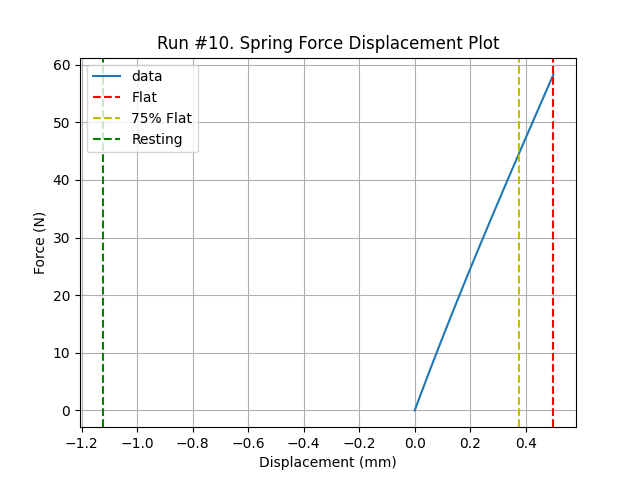 Run #10. Spring Force Displacement Plot
60
50
40
30
20
10
0
Force (N)
data
Flat
75% Flat
Resting
−1.2 −1.0 −0.8 −0.6 −0.4 −0.2 0.0 0.2 0.4
Displacement (mm)